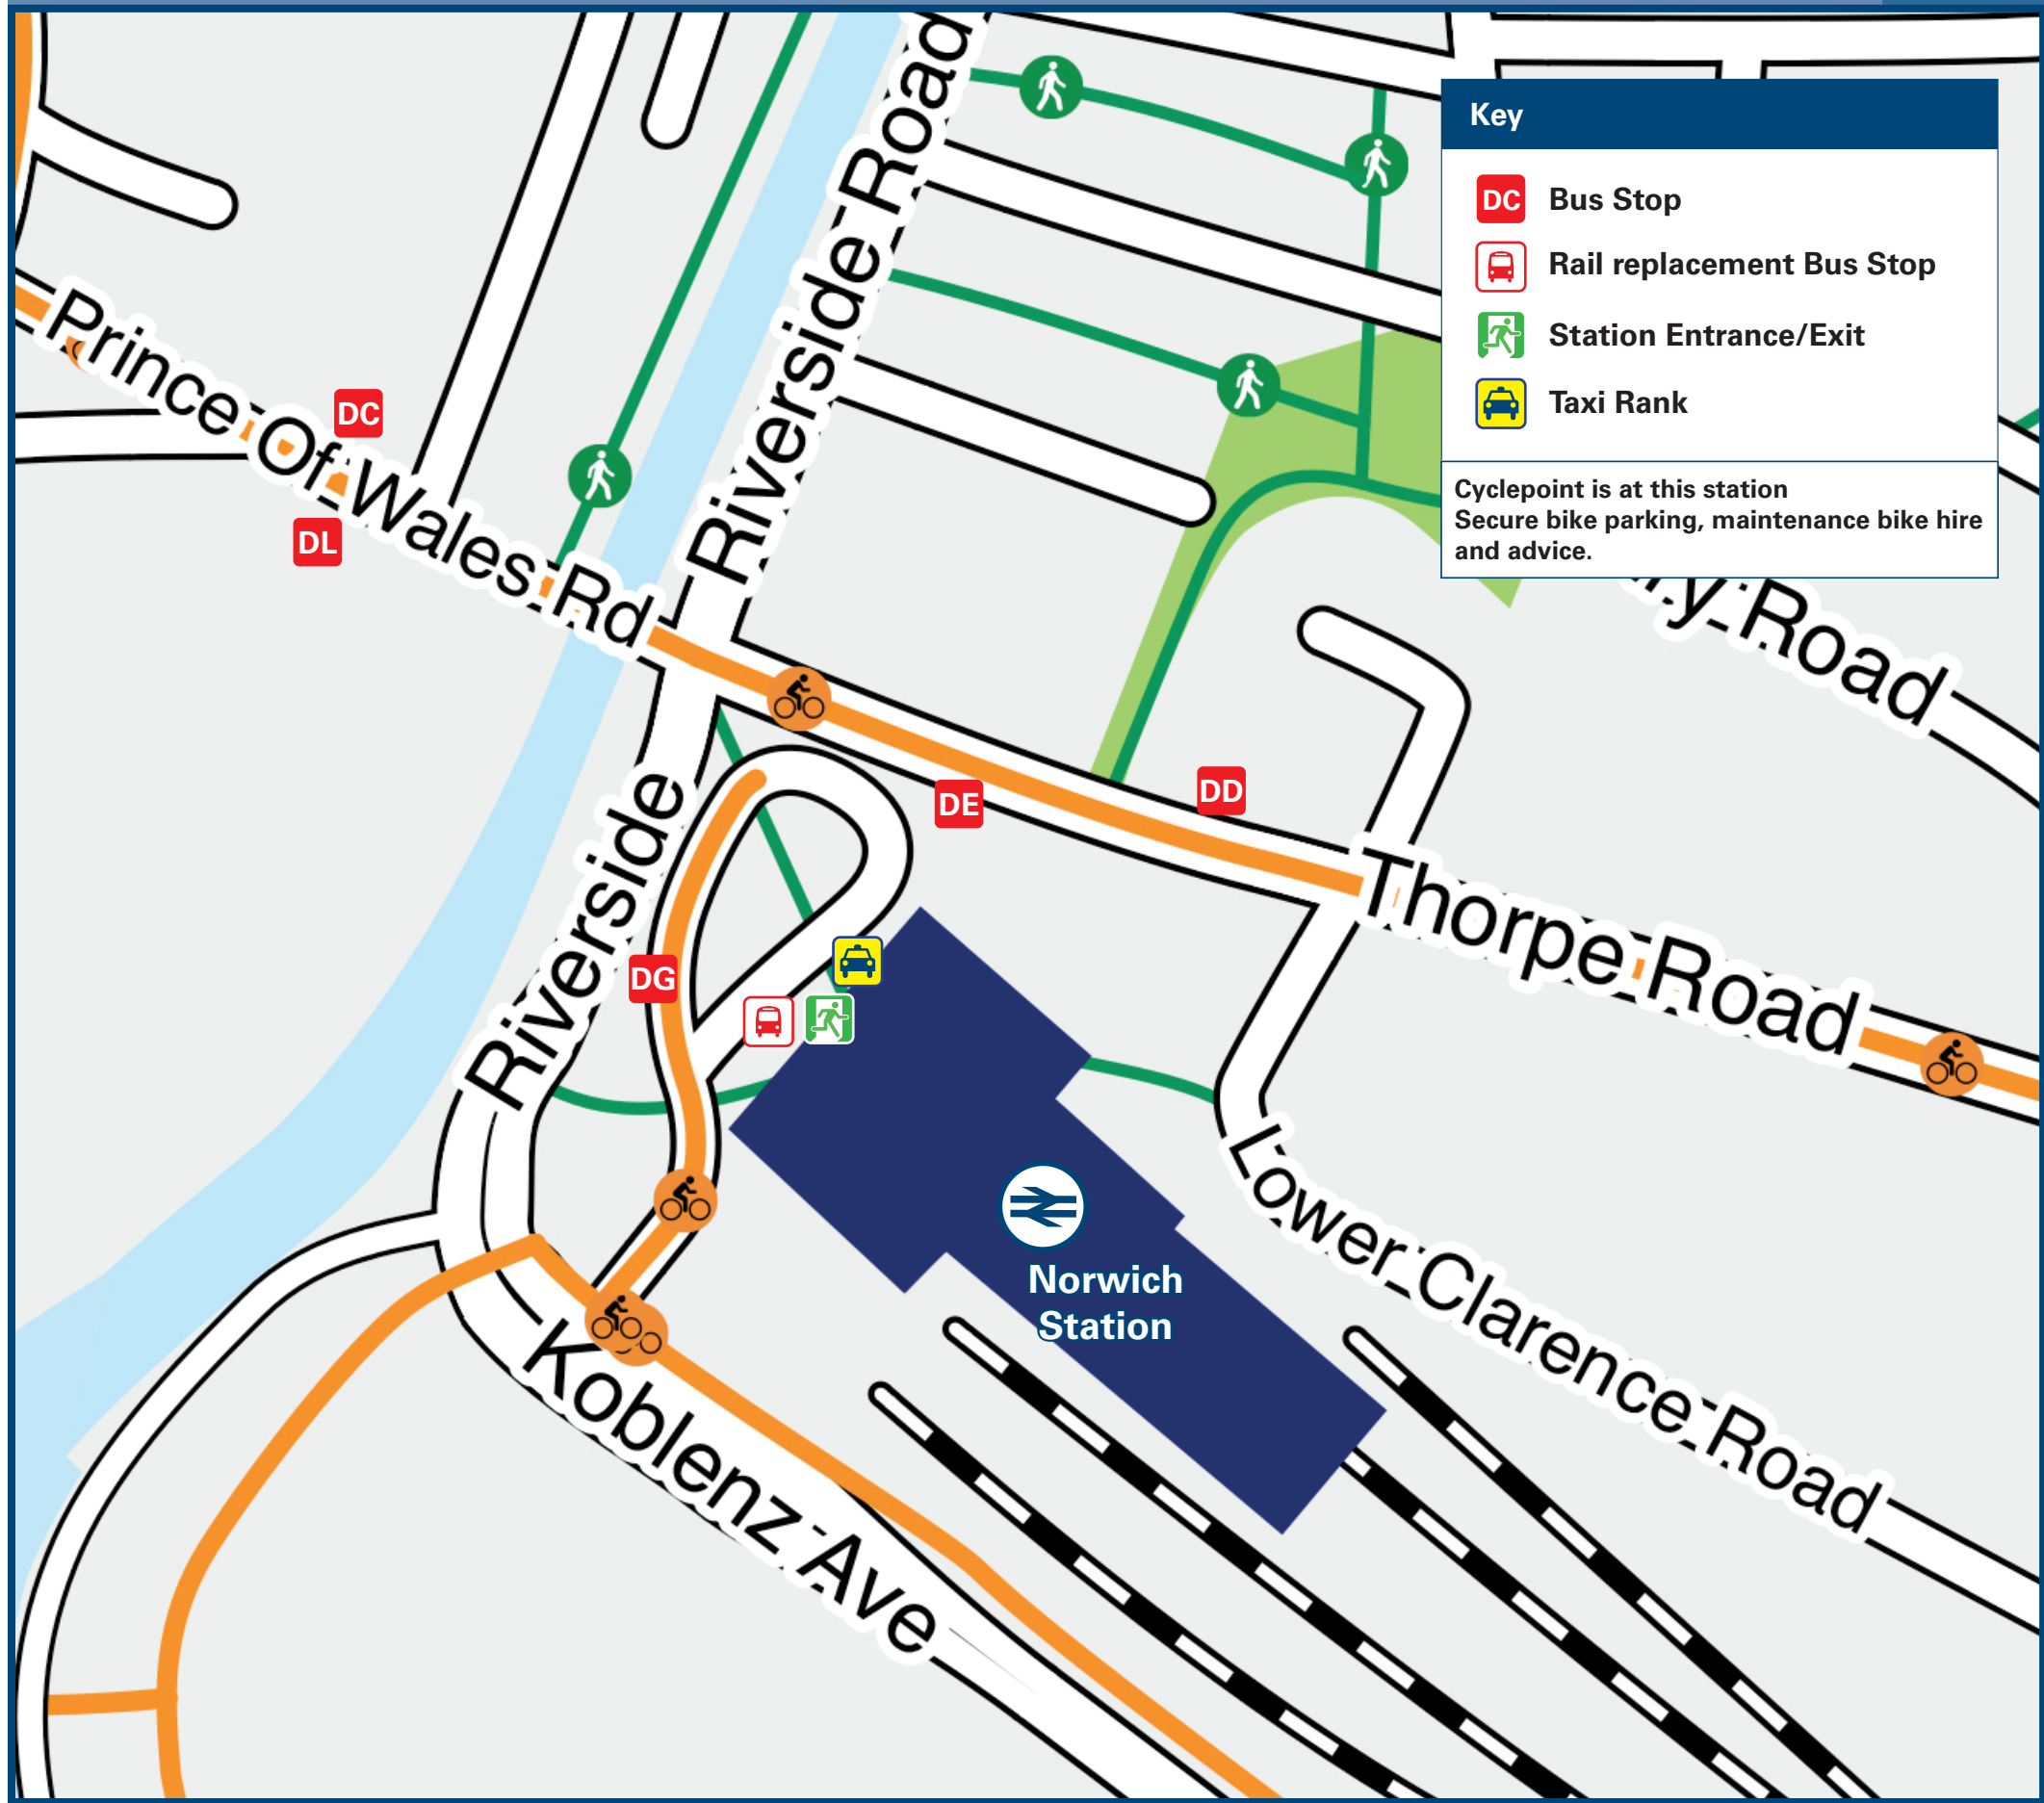 Riverside Road
Key
DC Bus Stop
Rail replacement Bus Stop
Station Entrance/Exit
Taxi Rank
Cyclepoint is at this station
Secure bike parking, maintenance bike hire
and advice.
Prince Of Wales Rd
DC
DL
Road
DE
DD
Riverside
Thorpe Road
DG
Lower Clarence Road
Norwich
Station
Koblenz Ave